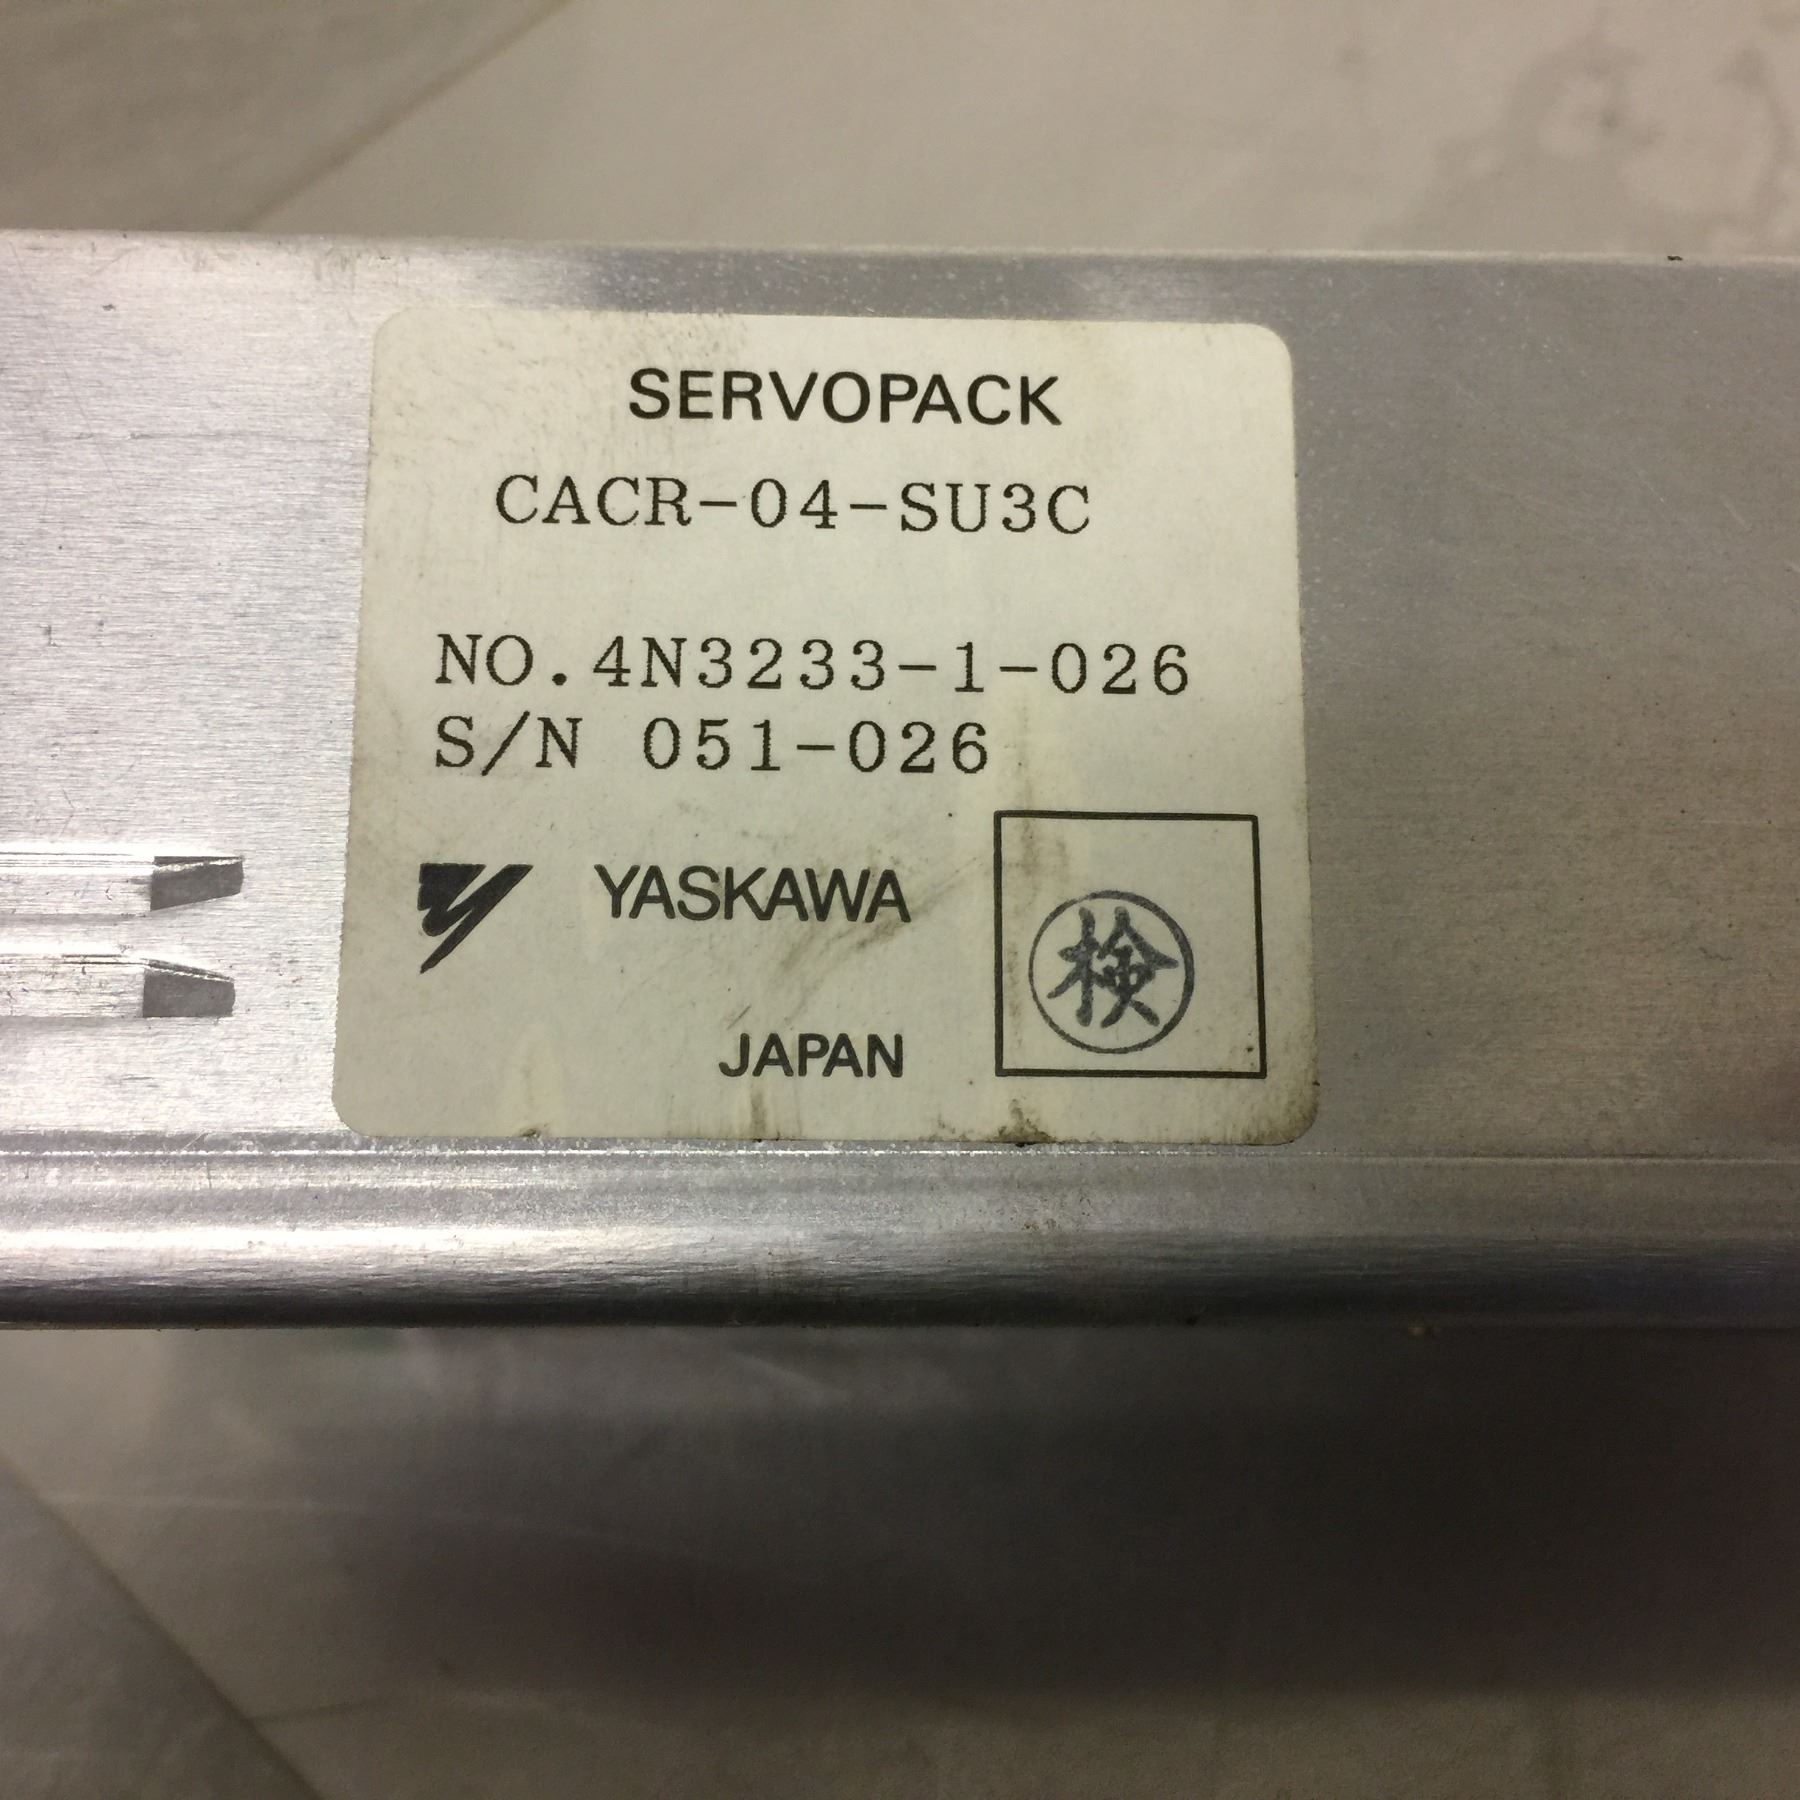 SERVOPACK
CACR-04-SU3C
NO.4N3233-1-026
S/N 051-026
YASKAWA
検
JAPAN